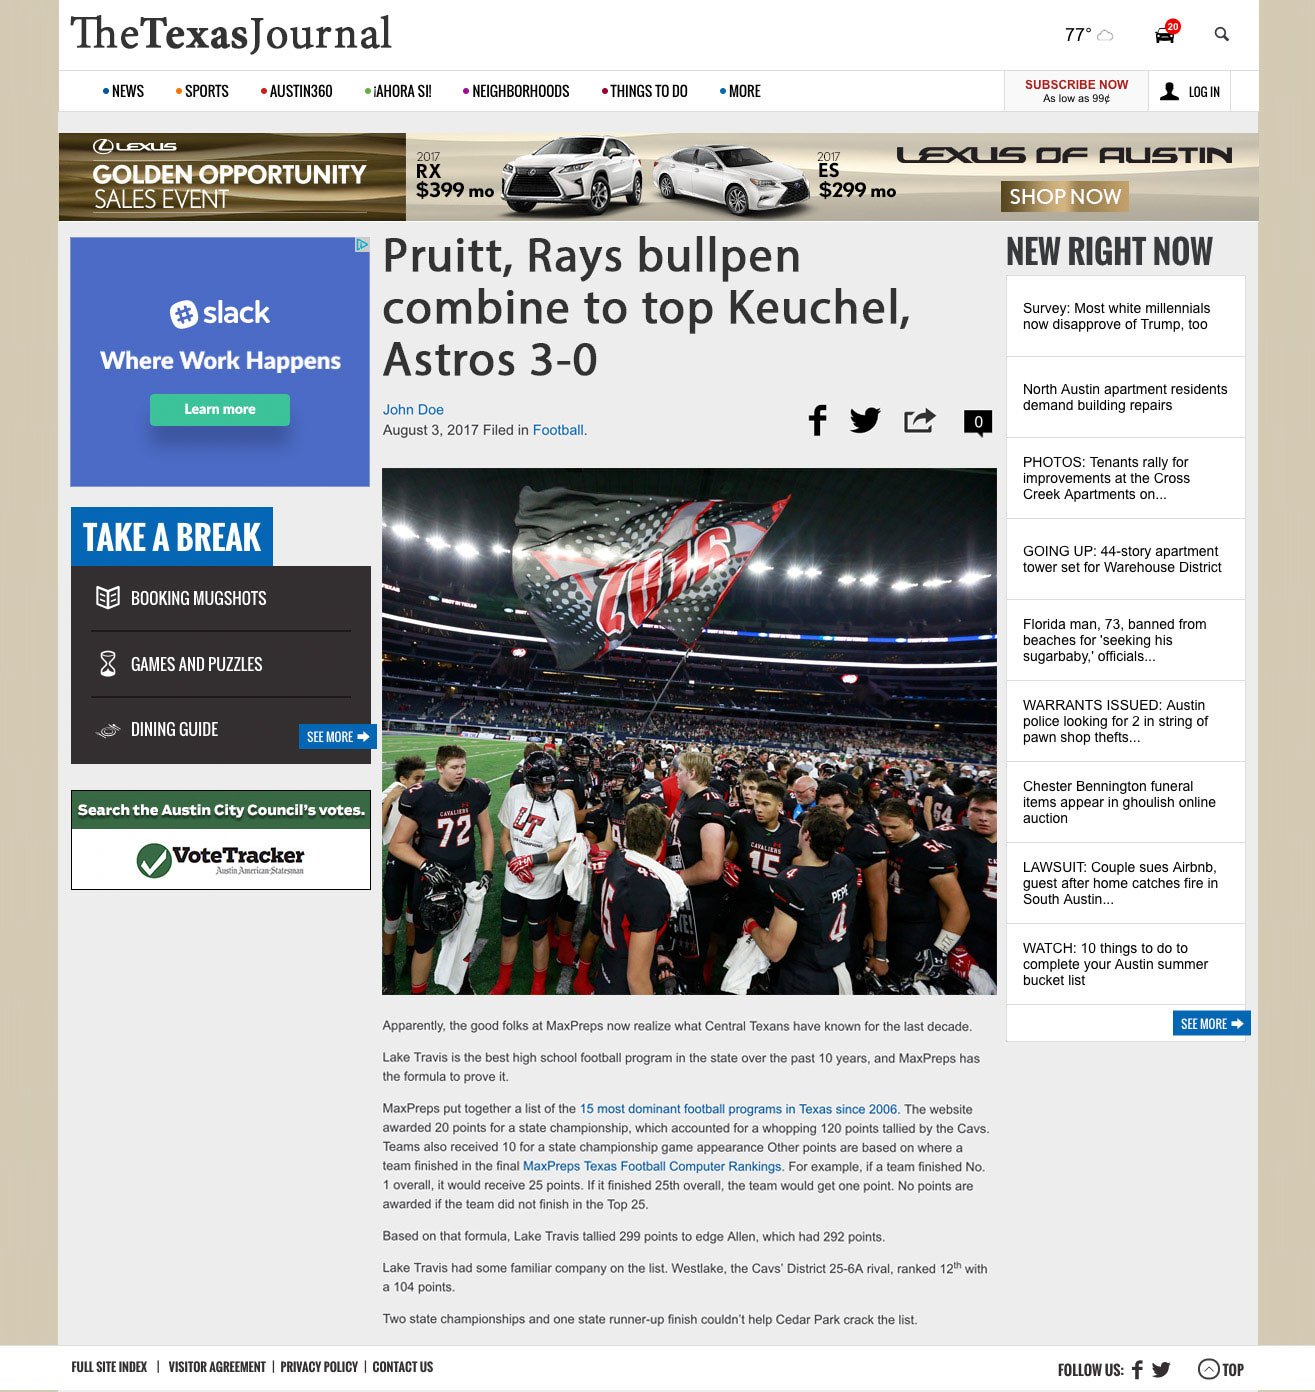 TheTexasJournal
77°
20
NEWS SPORTS AUSTIN360 ¡AHORA SI! NEIGHBORHOODS THINGS TO DO MORE
SUBSCRIBE NOW
As low as 99¢
LOG IN
LEXUS
GOLDEN OPPORTUNITY
SALES EVENT
2017
RX
$399 mo
2017
ES
$299 mo
LEXUS OF AUSTIN
SHOP NOW
slack
Where Work Happens
Learn more
TAKE A BREAK
BOOKING MUGSHOTS
GAMES AND PUZZLES
DINING GUIDE
SEE MORE
Search the Austin City Council's votes.
VoteTracker
Austin American-Statesman
Pruitt, Rays bullpen
combine to top Keuchel,
Astros 3-0
John Doe
August 3, 2017 Filed in Football.
0
2016
72
LT
CAVALIERS
15
CAVALIERS
PEPE
4
Apparently, the good folks at MaxPreps now realize what Central Texans have known for the last decade.
Lake Travis is the best high school football program in the state over the past 10 years, and MaxPreps has
the formula to prove it.
MaxPreps put together a list of the 15 most dominant football programs in Texas since 2006. The website
awarded 20 points for a state championship, which accounted for a whopping 120 points tallied by the Cavs.
Teams also received 10 for a state championship game appearance Other points are based on where a
team finished in the final MaxPreps Texas Football Computer Rankings. For example, if a team finished No.
1 overall, it would receive 25 points. If it finished 25th overall, the team would get one point. No points are
awarded if the team did not finish in the Top 25.
Based on that formula, Lake Travis tallied 299 points to edge Allen, which had 292 points.
Lake Travis had some familiar company on the list. Westlake, the Cavs' District 25-6A rival, ranked 12th with
a 104 points.
Two state championships and one state runner-up finish couldn't help Cedar Park crack the list.
NEW RIGHT NOW
Survey: Most white millennials
now disapprove of Trump, too
North Austin apartment residents
demand building repairs
PHOTOS: Tenants rally for
improvements at the Cross
Creek Apartments on...
GOING UP: 44-story apartment
tower set for Warehouse District
Florida man, 73, banned from
beaches for 'seeking his
sugarbaby,' officials...
WARRANTS ISSUED: Austin
police looking for 2 in string of
pawn shop thefts...
Chester Bennington funeral
items appear in ghoulish online
auction
LAWSUIT: Couple sues Airbnb,
guest after home catches fire in
South Austin...
WATCH: 10 things to do to
complete your Austin summer
bucket list
SEE MORE
FULL SITE INDEX | VISITOR AGREEMENT | PRIVACY POLICY | CONTACT US
FOLLOW US:
TOP